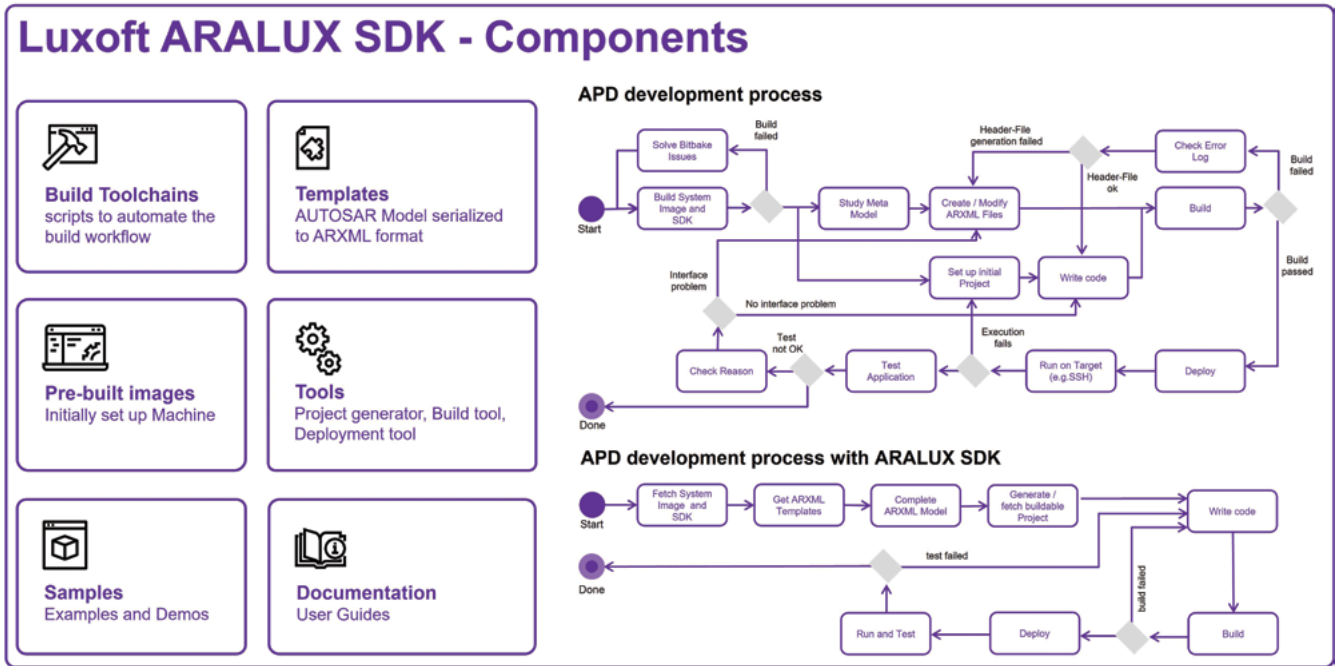 Luxoft ARALUX SDK - Components
Build Toolchains
scripts to automate the
build workflow
Templates
AUTOSAR Model serialized
to ARXML format
Pre-built images
Initially set up Machine
Tools
Project generator, Build tool,
Deployment tool
Samples
Examples and Demos
Documentation
User Guides
APD development process
Solve Bitbake
Issues
Build
failed
Header-File
generation failed
Header-File
ok
Check Error
Log
Build
failed
Start
Build System
Image and
SDK
Study Meta
Model
Create / Modify
ARXML Files
Build
Interface
problem
Set up initial
Project
Write code
Build
passed
No interface problem
Test
not OK
Execution
fails
Check Reason
Test
Application
Run on Target
(e.g.SSH)
Deploy
Done
APD development process with ARALUX SDK
Start
Fetch System
Image and
SDK
Get ARXML
Templates
Complete
ARXML Model
Generate /
fetch buildable
Project
Write code
test failed
Done
build failed
Run and Test
Deploy
Build